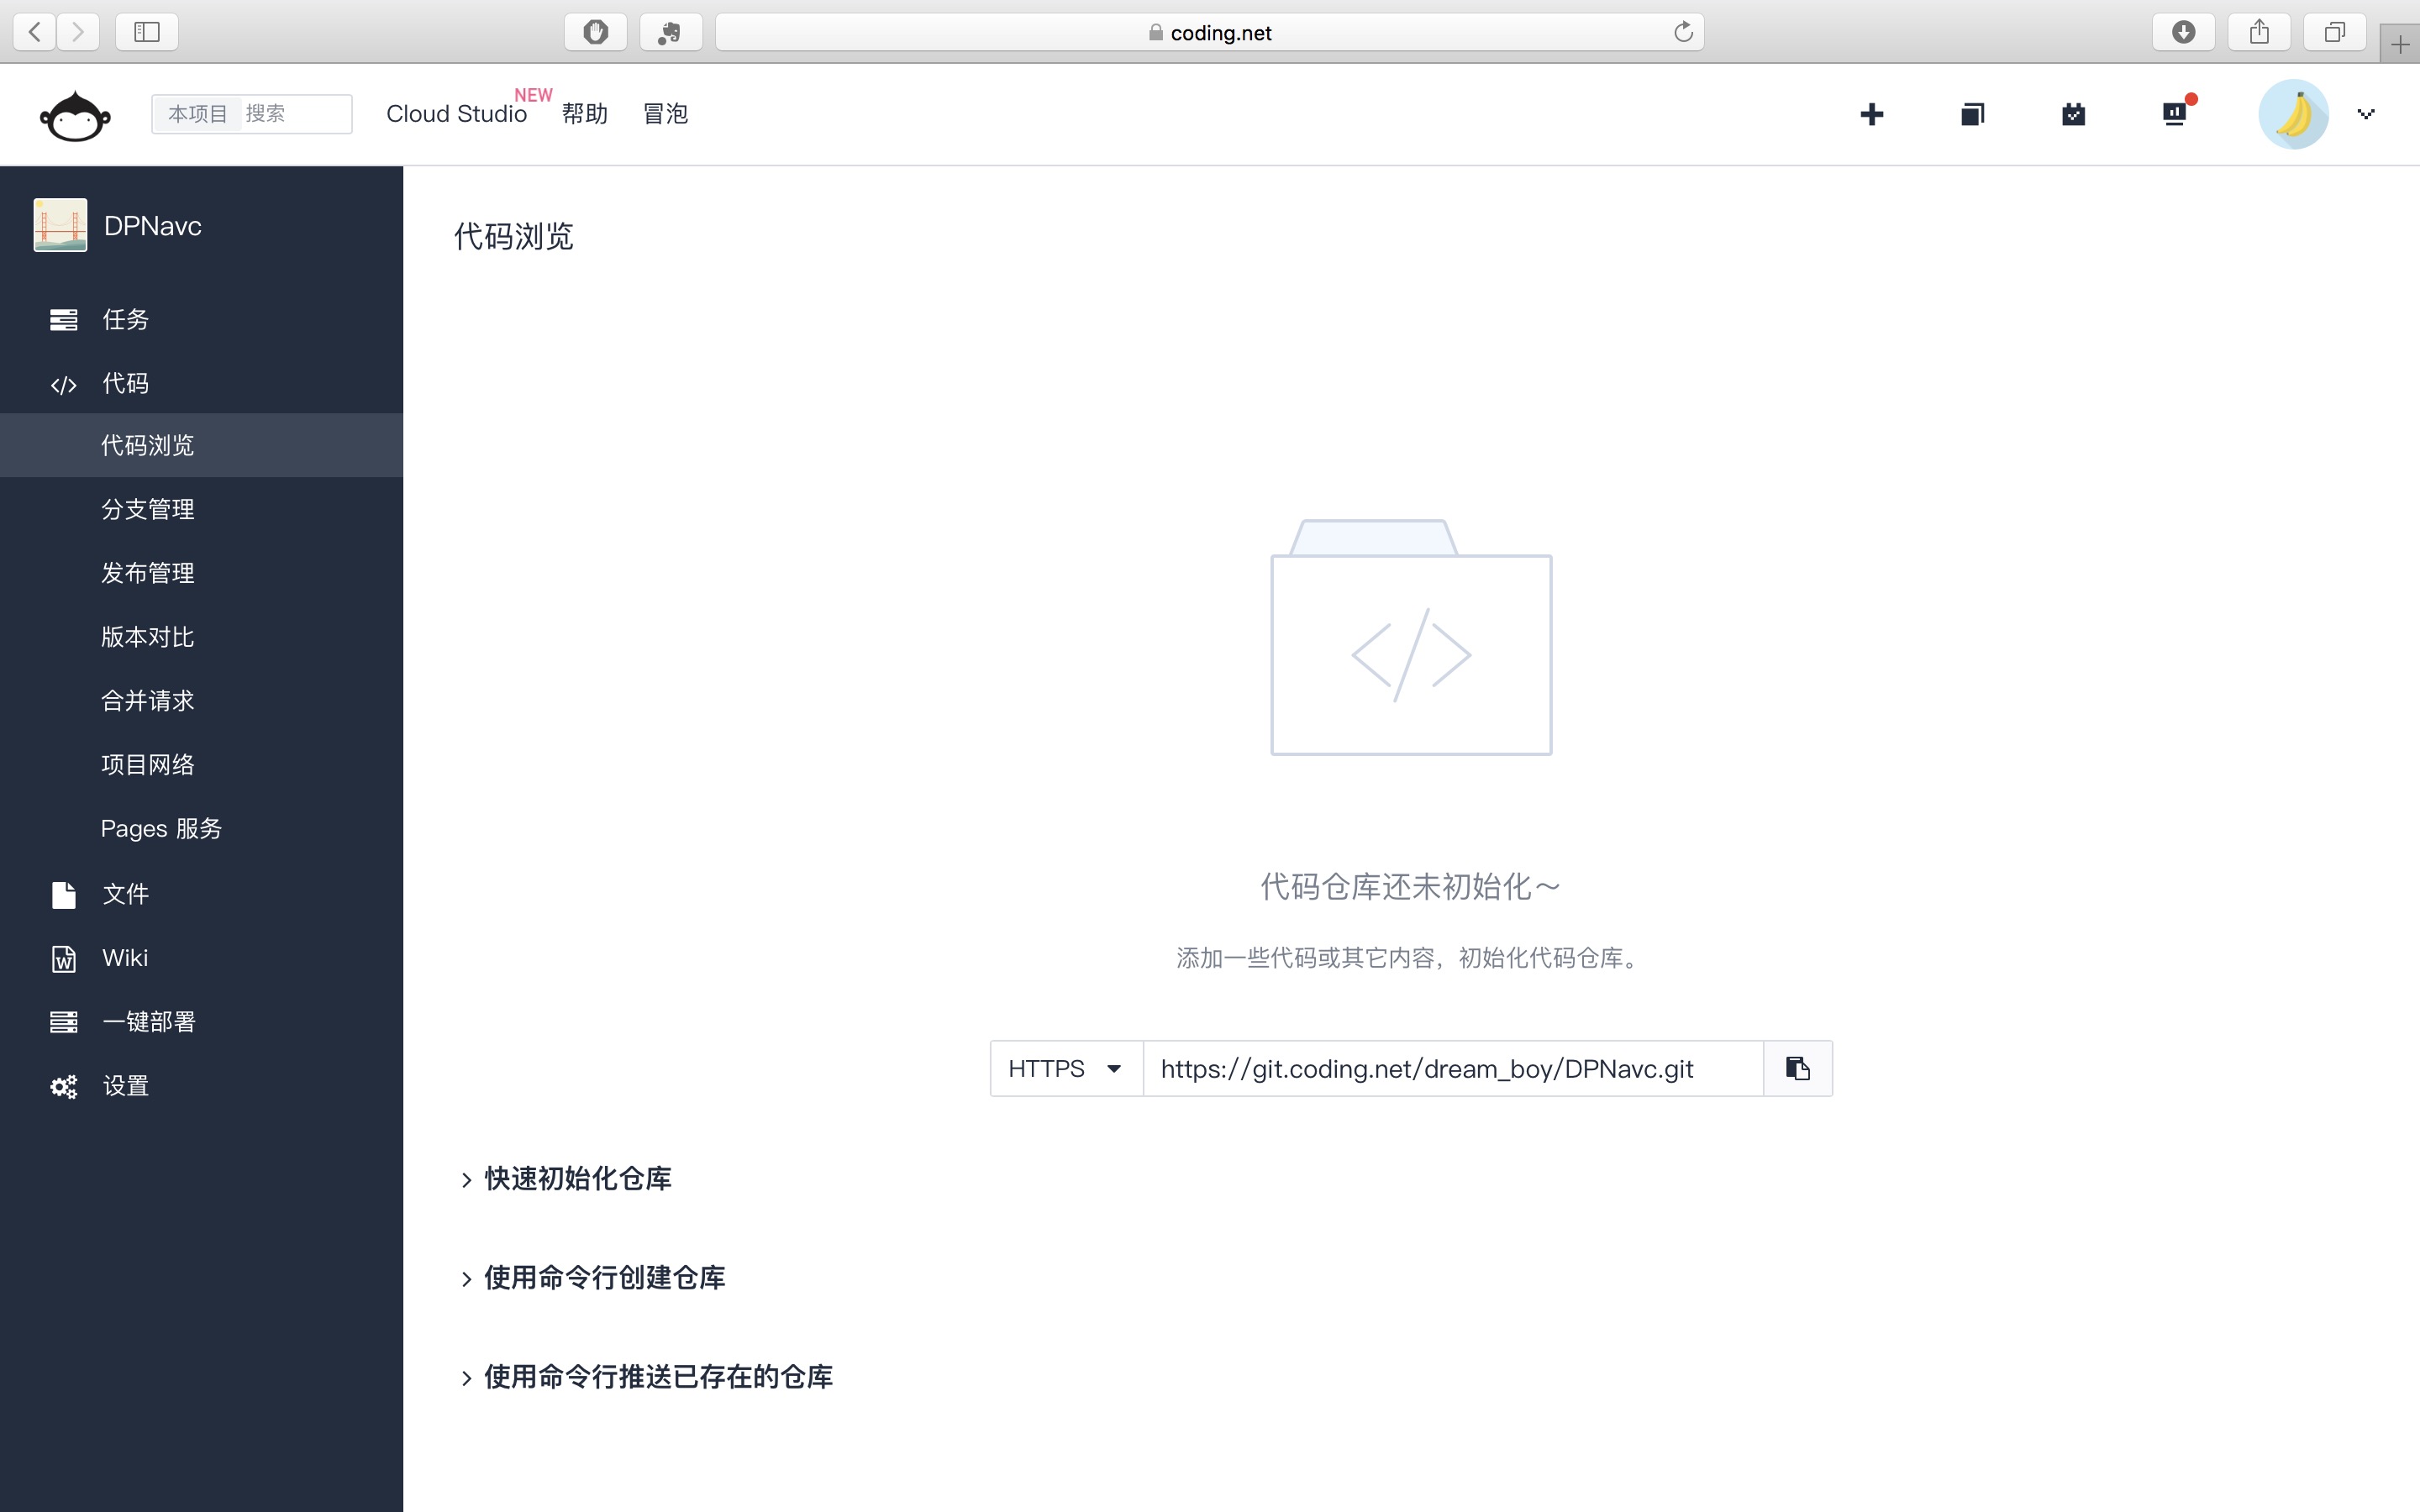 coding.net
本项目 搜索 Cloud Studio NEW 帮助 冒泡
DPNavc
任务
代码
代码浏览
分支管理
发布管理
版本对比
合并请求
项目网络
Pages 服务
文件
Wiki
一键部署
设置
代码浏览
代码仓库还未初始化～
添加一些代码或其它内容，初始化代码仓库。
HTTPS https://git.coding.net/dream_boy/DPNavc.git
快速初始化仓库
使用命令行创建仓库
使用命令行推送已存在的仓库